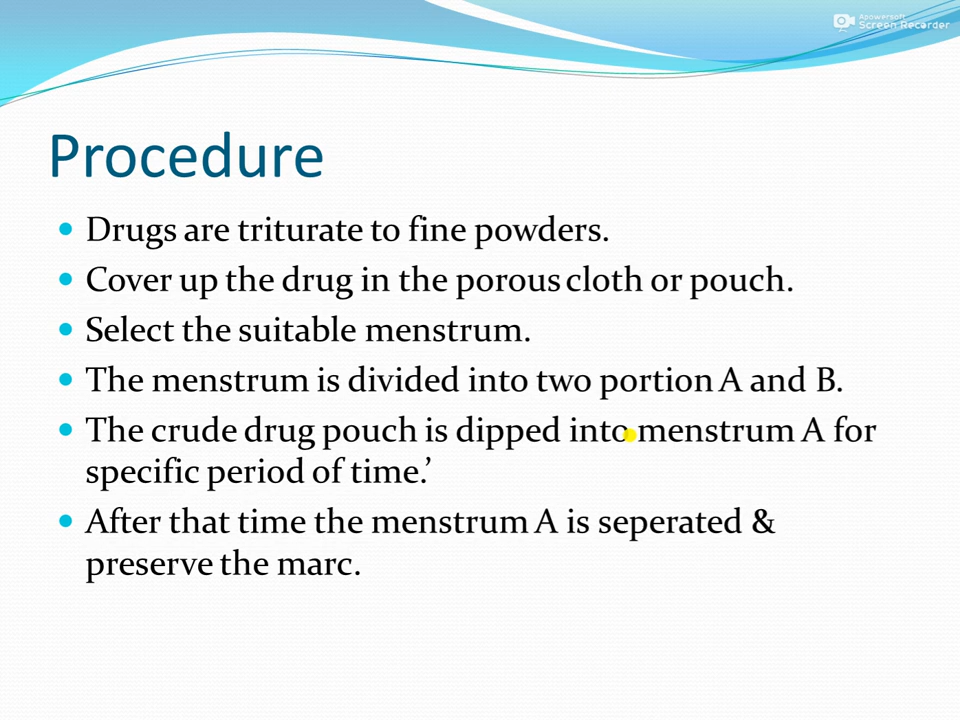 Apowersoft
Screen Recorder
Procedure
Drugs are triturate to fine powders.
Cover up the drug in the porous cloth or pouch.
Select the suitable menstrum.
The menstrum is divided into two portion A and B.
The crude drug pouch is dipped into menstrum A for
specific period of time.’
After that time the menstrum A is seperated &
preserve the marc.